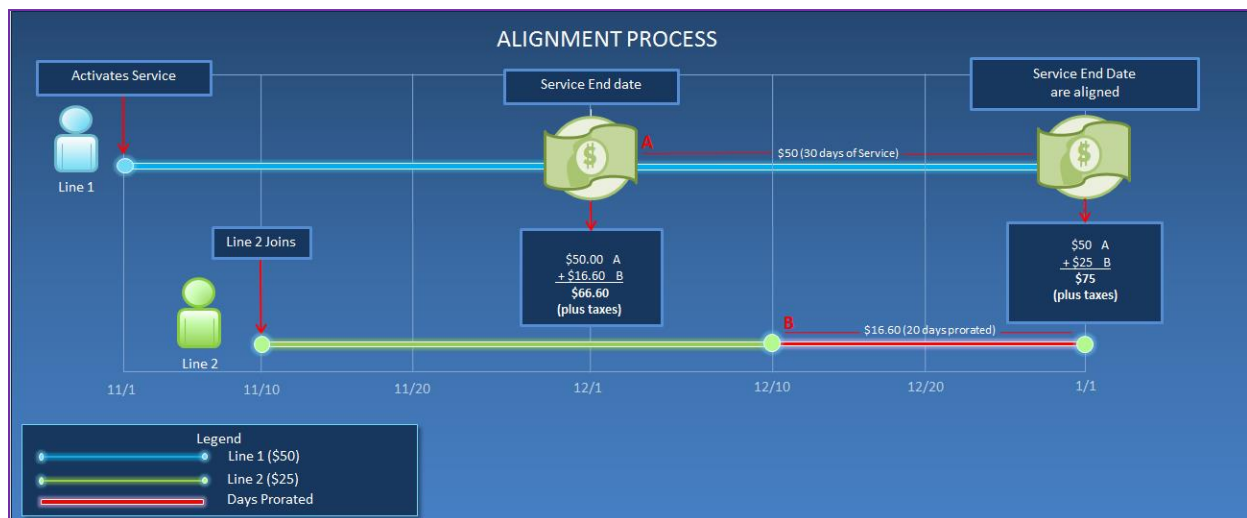 ALIGNMENT PROCESS
Activates Service
Service End date
Service End Date
are aligned
A
$
$50 (30 days of Service)
$
Line 1
Line 2 Joins
$50.00 A
+ $16.60 B
$66.60
(plus taxes)
$50 A
+ $25 B
$75
(plus taxes)
B
$16.60 (20 days prorated)
Line 2
11/1
11/10
11/20
12/1
12/10
12/20
1/1
Legend
Line 1 ($50)
Line 2 ($25)
Days Prorated